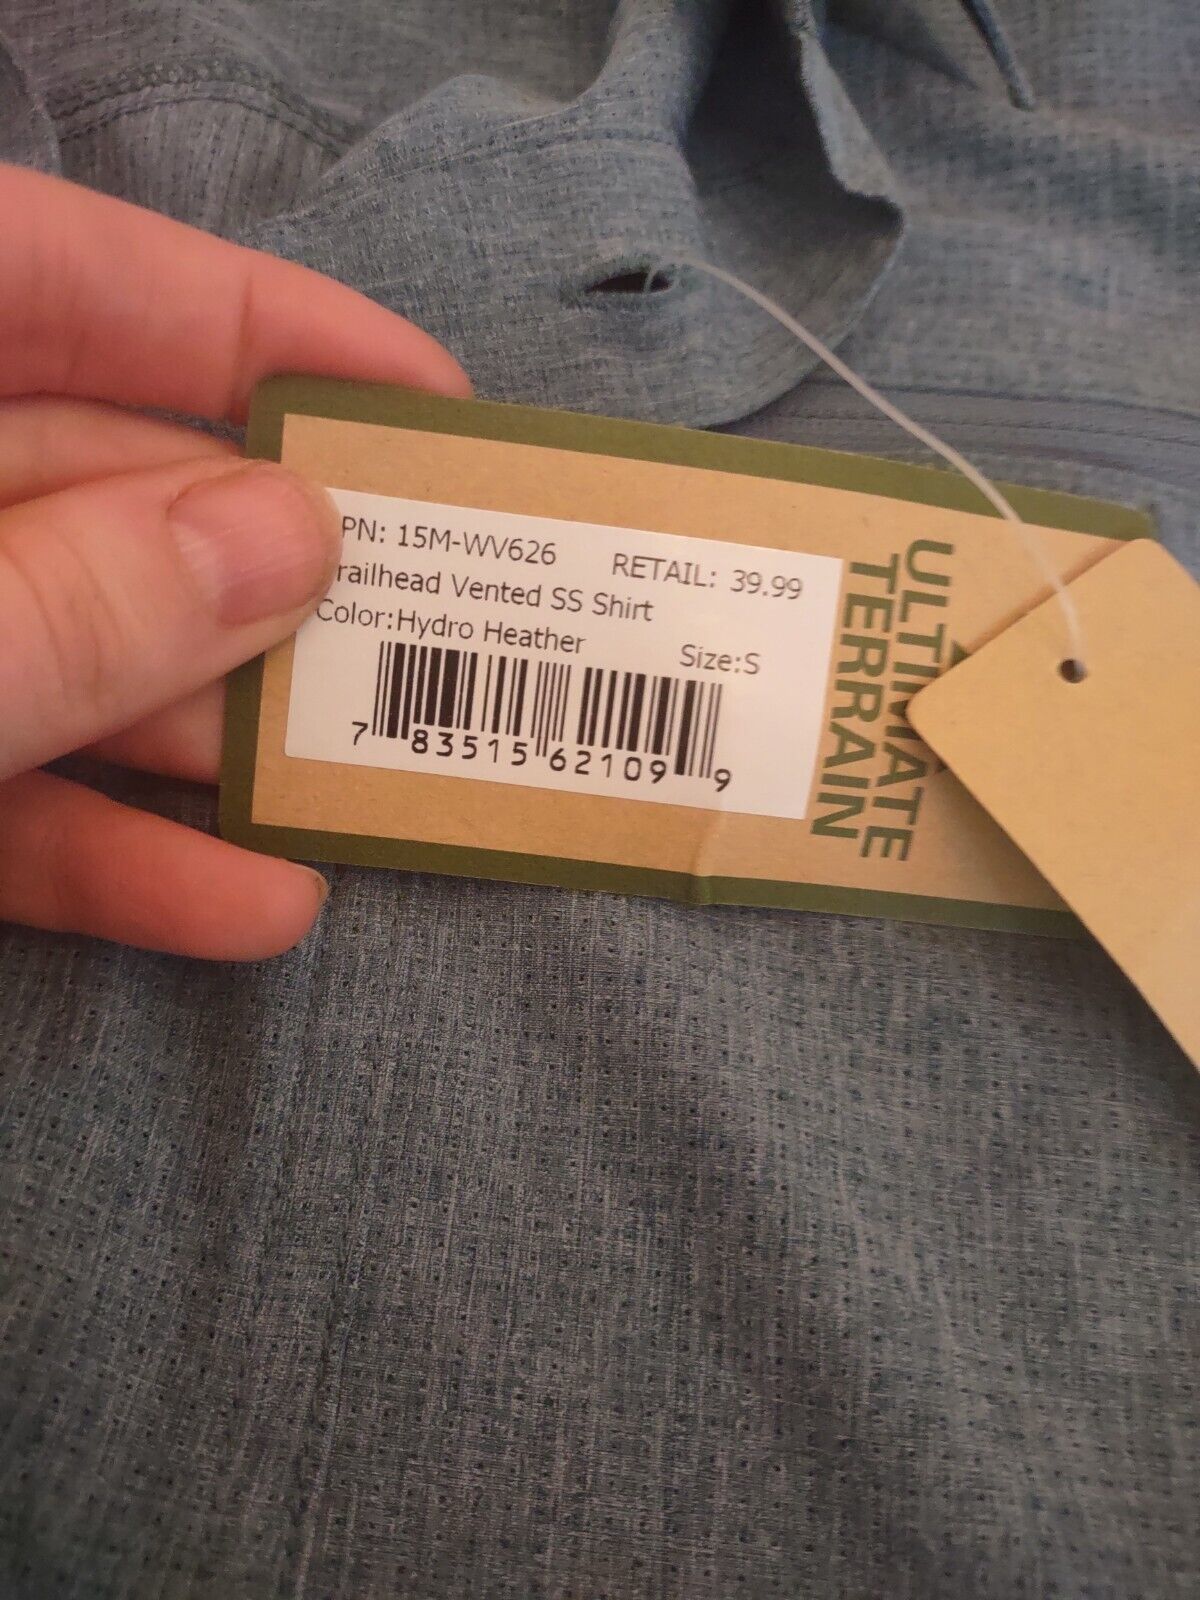 PN: 15M-WV626 RETAIL: 39.99
railhead Vented SS Shirt
Color:Hydro Heather Size:S
7 83515 62109 9
ULTIMATE
TERRAIN